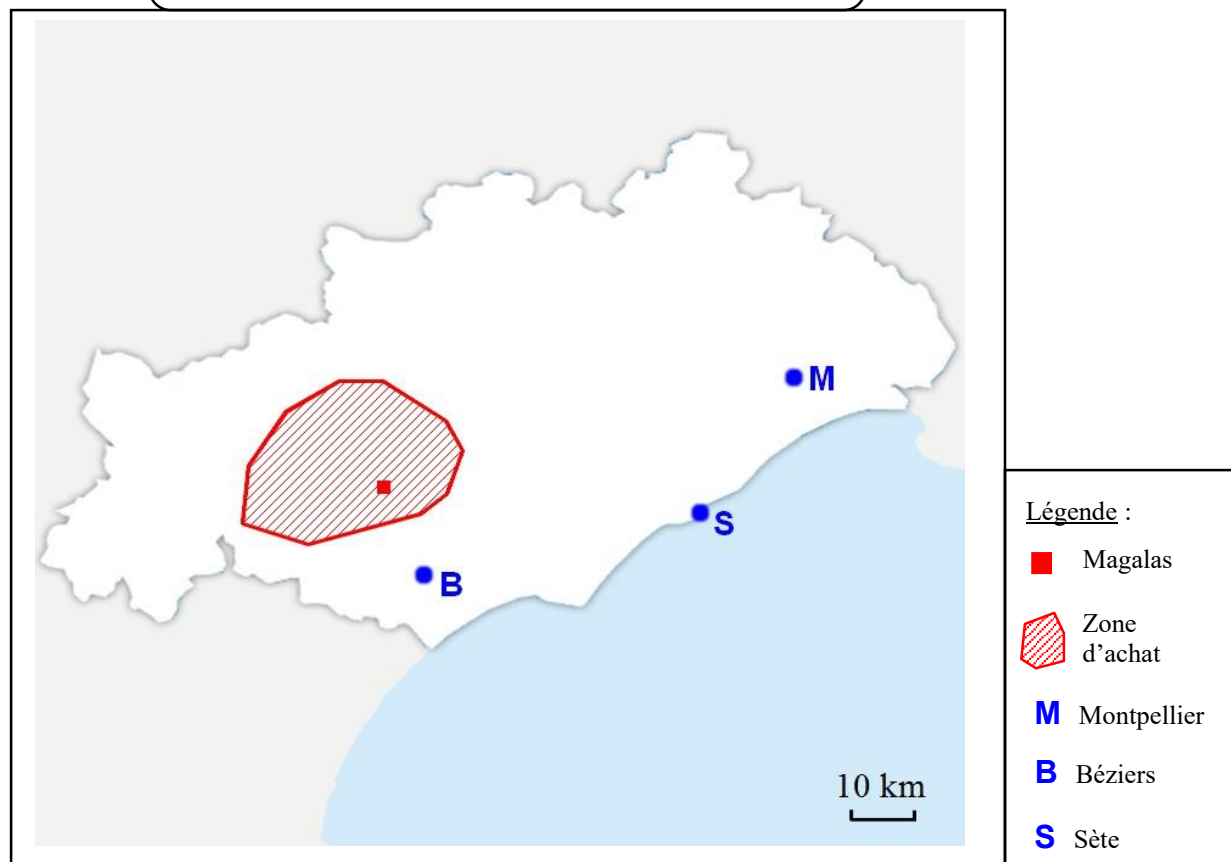 M
S
B
10 km
Légende :
Magalas
Zone
d’achat
M Montpellier
B Béziers
S Sète